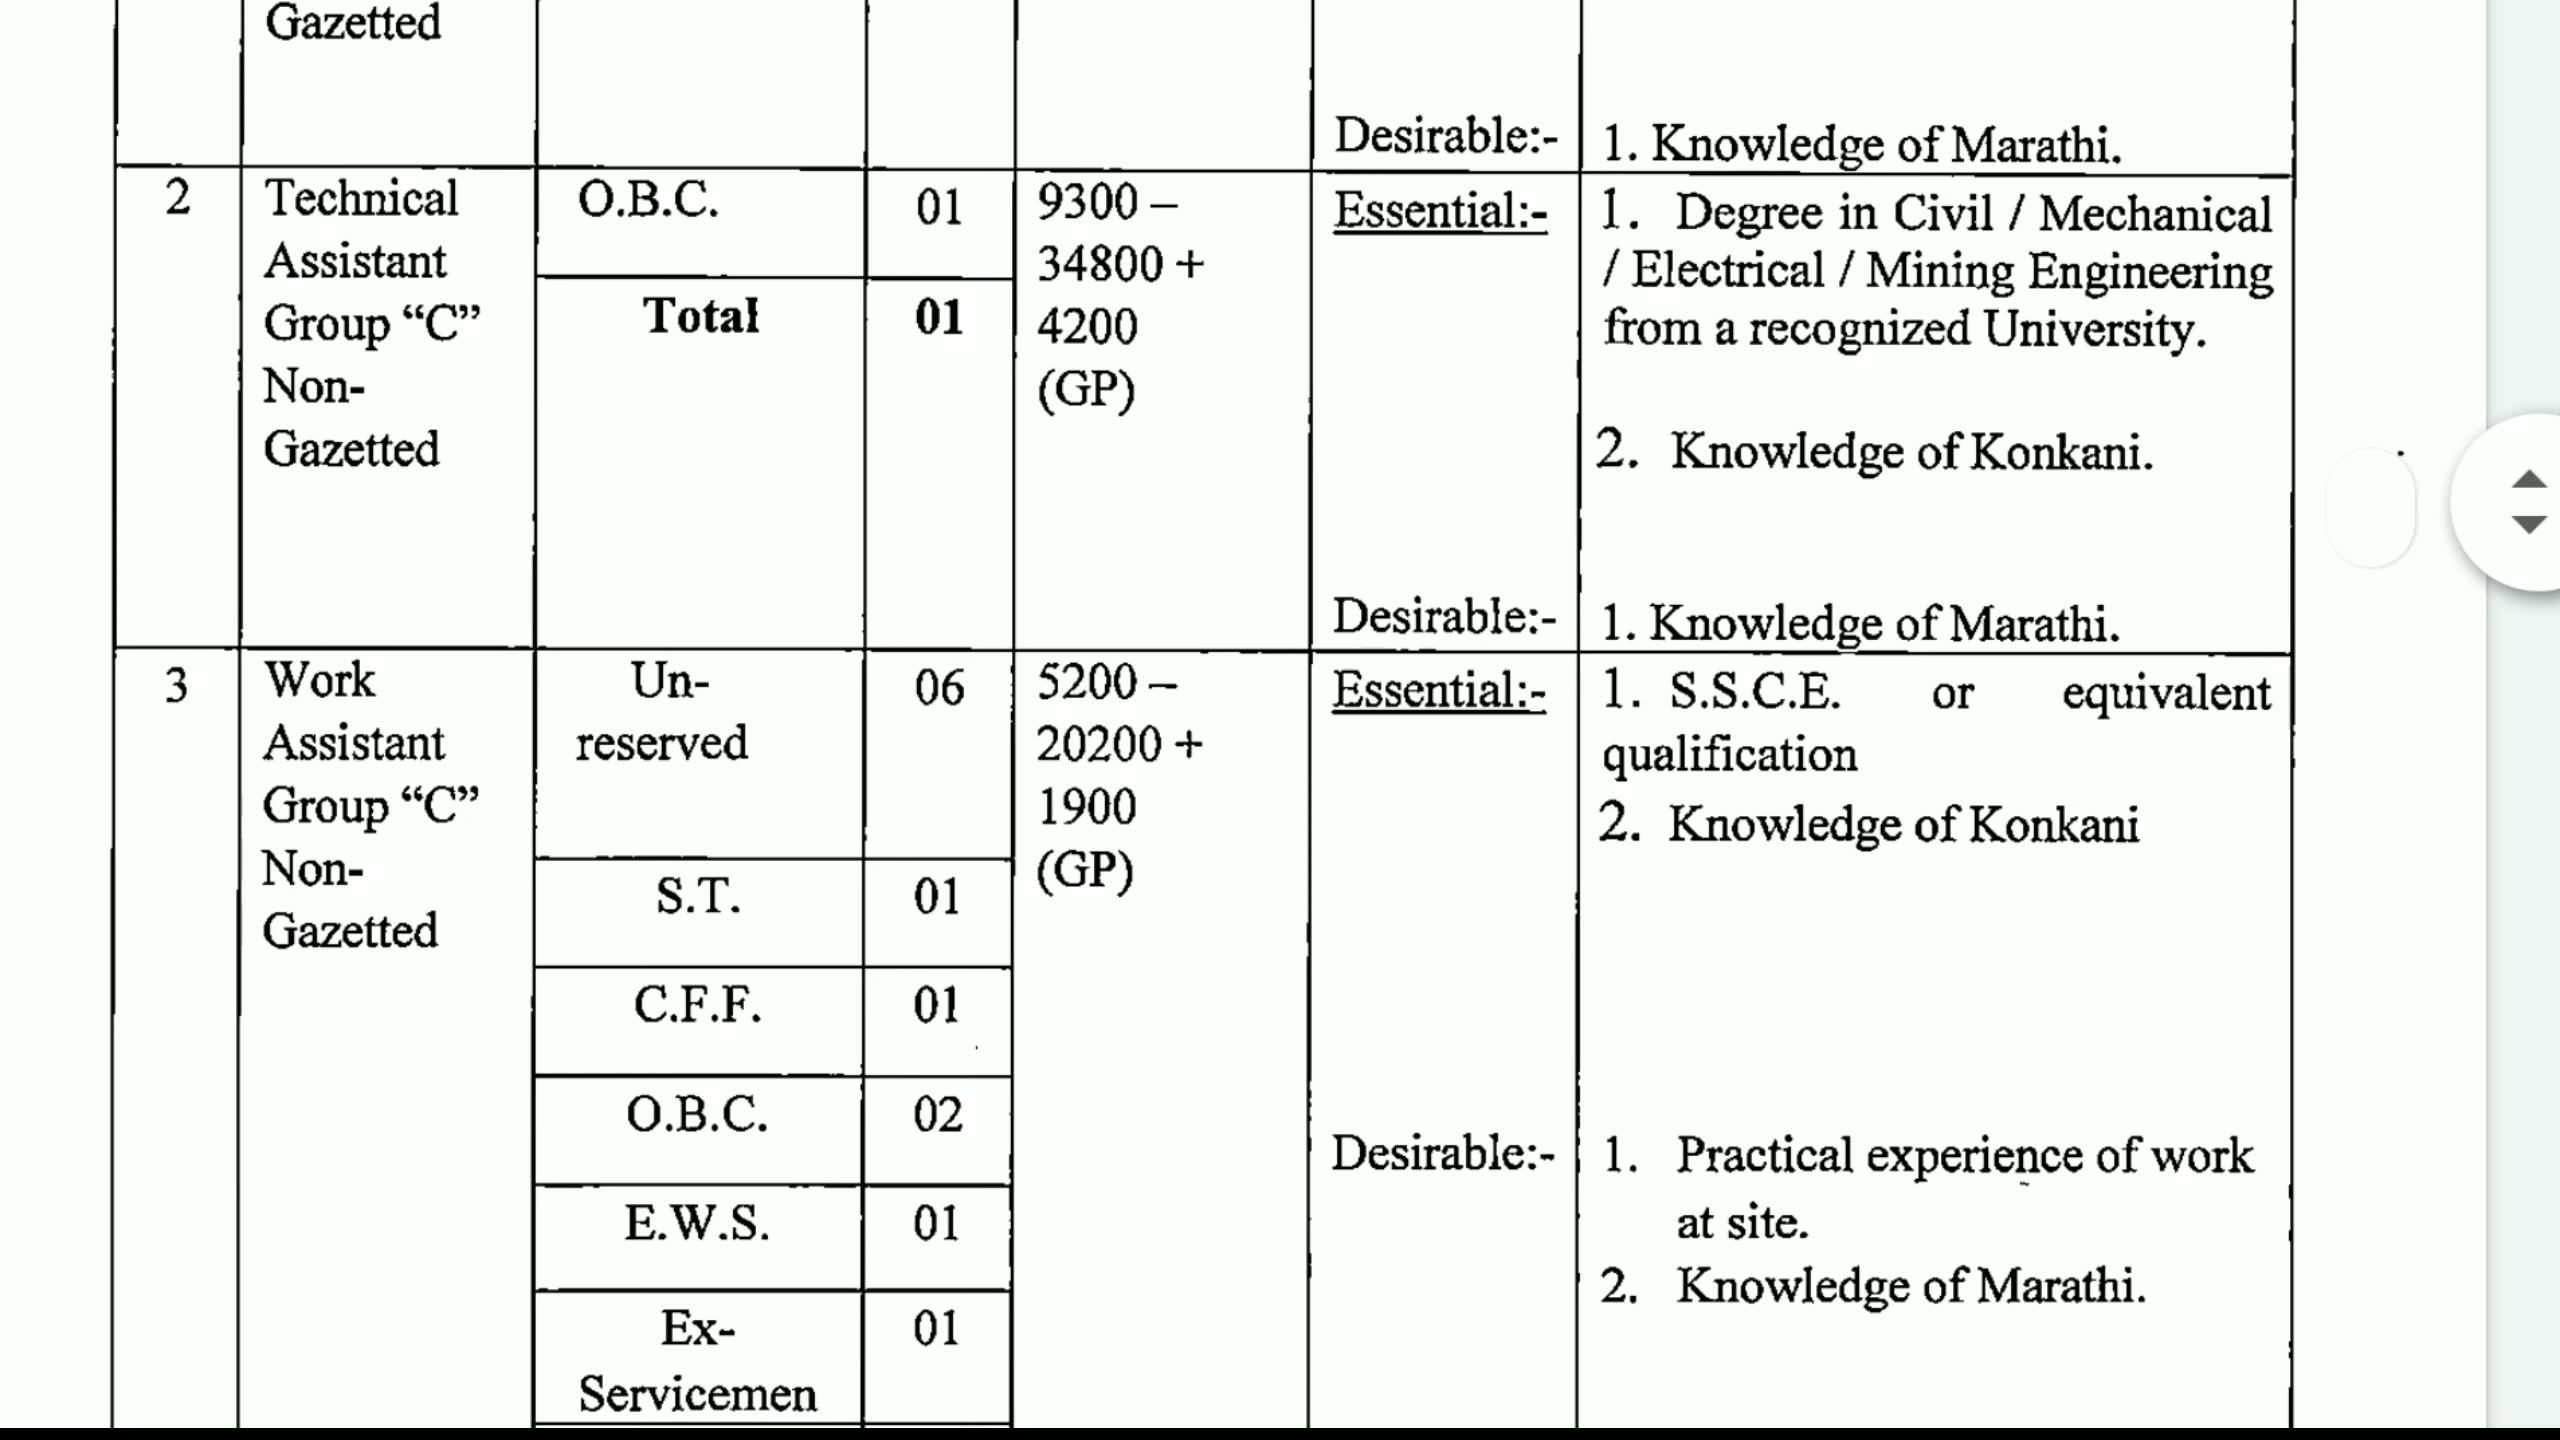 Gazetted
Desirable:-
1. Knowledge of Marathi.
2
Technical
Assistant
Group “C”
Non-
Gazetted
O.B.C.
01
Total
01
9300 –
34800 +
4200
(GP)
Essential:-
1. Degree in Civil / Mechanical
/ Electrical / Mining Engineering
from a recognized University.
2. Knowledge of Konkani.
Desirable:-
1. Knowledge of Marathi.
3
Work
Assistant
Group “C”
Non-
Gazetted
Un-
reserved
06
S.T.
01
C.F.F.
01
O.B.C.
02
E.W.S.
01
Ex-
Servicemen
01
5200 –
20200 +
1900
(GP)
Essential:-
1. S.S.C.E. or equivalent
qualification
2. Knowledge of Konkani
Desirable:-
1. Practical experience of work
at site.
2. Knowledge of Marathi.